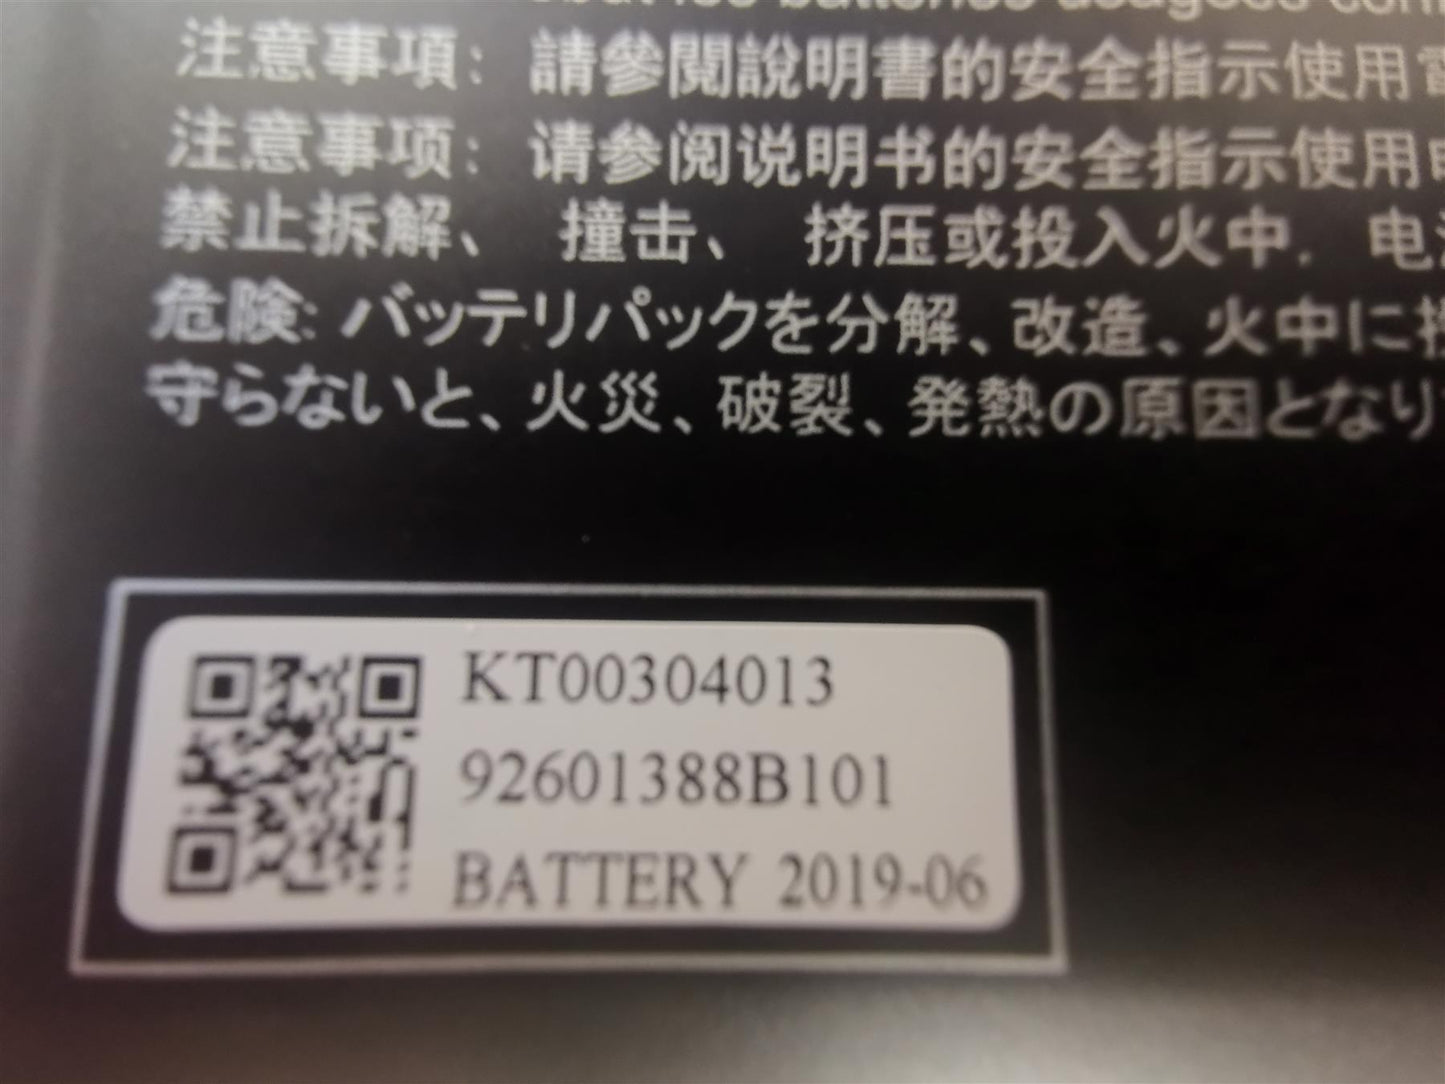 batteries usagées
注意事項: 請參閱說明書的安全指示使用
注意事项: 请参阅说明书的安全指示使用
禁止拆解、 撞击、 挤压或投入火中. 电
危険: バッテリパックを分解、改造、火中に
守らないと、火災、破裂、発熱の原因となり
KT00304013
92601388B101
BATTERY 2019-06